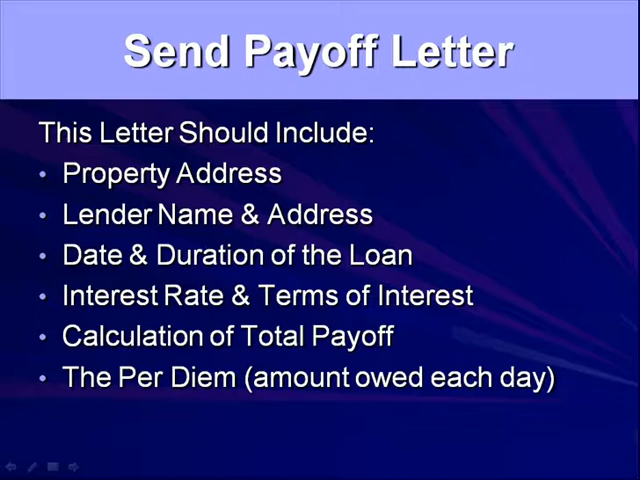 Send Payoff Letter
This Letter Should Include:
• Property Address
• Lender Name & Address
• Date & Duration of the Loan
• Interest Rate & Terms of Interest
• Calculation of Total Payoff
• The Per Diem (amount owed each day)